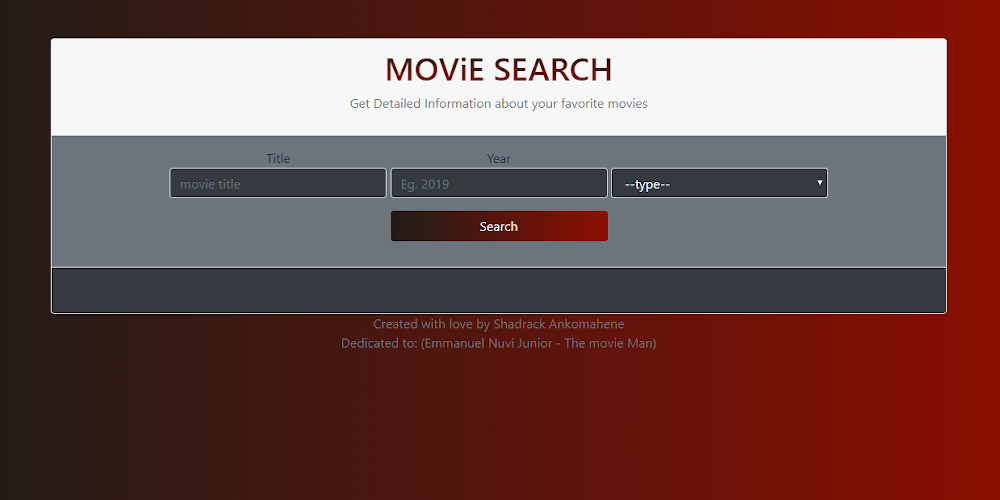 MOViE SEARCH
Get Detailed Information about your favorite movies
Title Year
movie title Eg. 2019 --type--
Search
Created with love by Shadrack Ankomahene
Dedicated to: (Emmanuel Nuvi Junior - The movie Man)